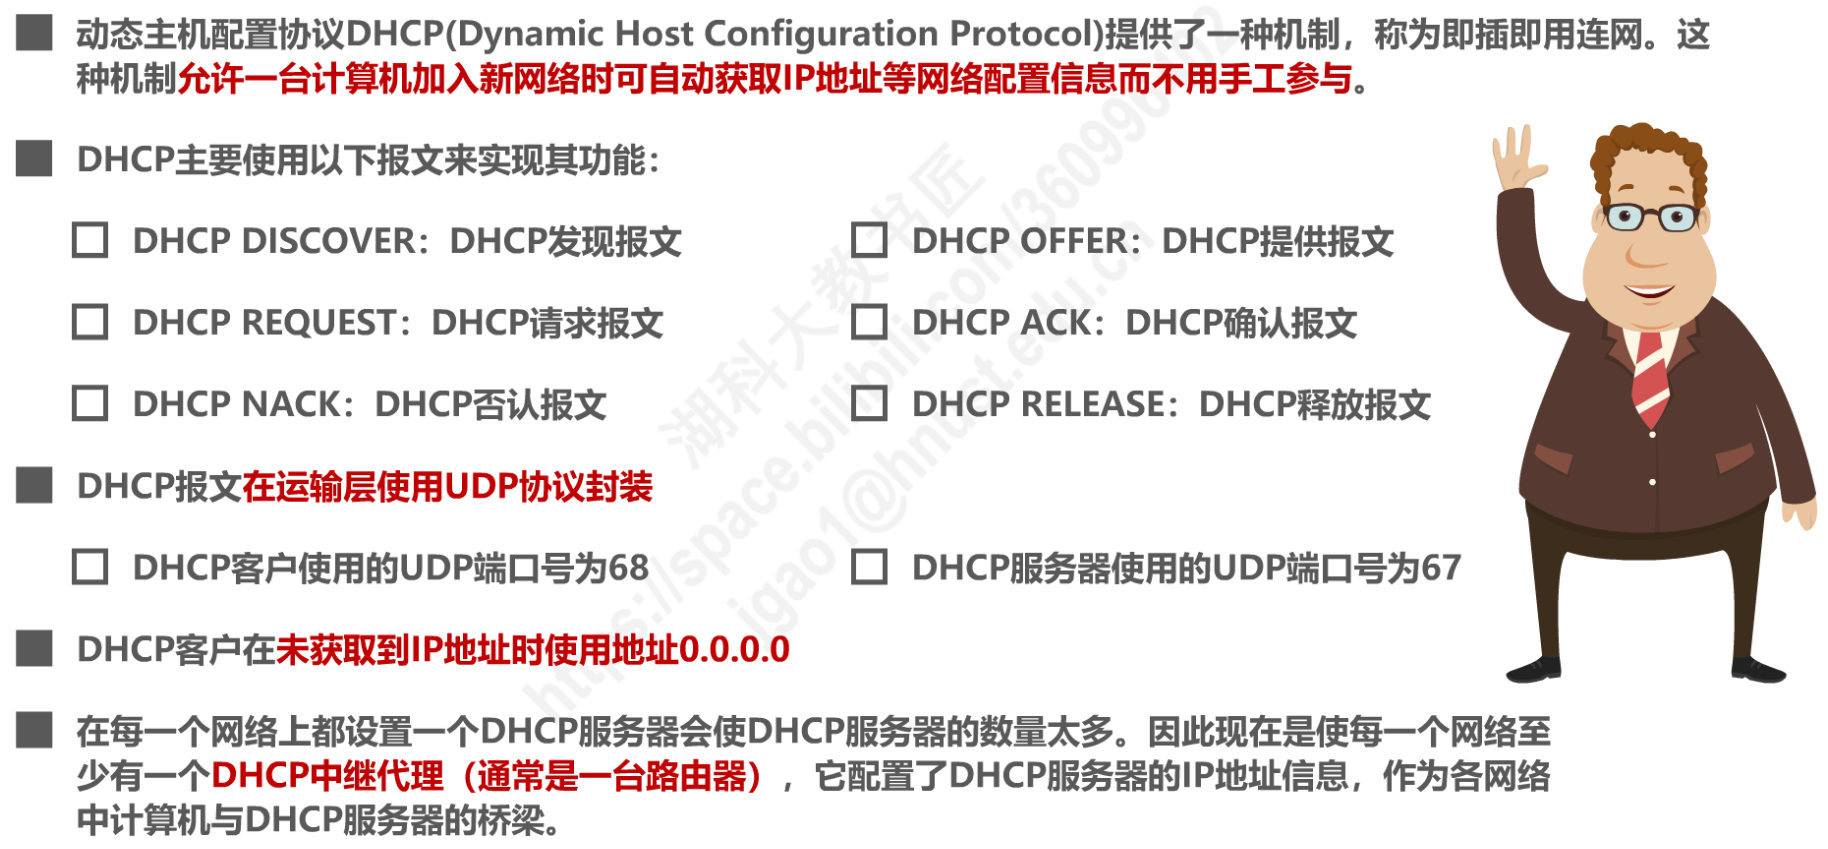 动态主机配置协议DHCP(Dynamic Host Configuration Protocol)提供了一种机制，称为即插即用连网。这
种机制允许一台计算机加入新网络时可自动获取IP地址等网络配置信息而不用手工参与。
DHCP主要使用以下报文来实现其功能：
DHCP DISCOVER：DHCP发现报文
DHCP OFFER：DHCP提供报文
DHCP REQUEST：DHCP请求报文
DHCP ACK：DHCP确认报文
DHCP NACK：DHCP否认报文
DHCP RELEASE：DHCP释放报文
DHCP报文在运输层使用UDP协议封装
DHCP客户使用的UDP端口号为68
DHCP服务器使用的UDP端口号为67
DHCP客户在未获取到IP地址时使用地址0.0.0.0
在每一个网络上都设置一个DHCP服务器会使DHCP服务器的数量太多。因此现在是使每一个网络至
少有一个DHCP中继代理（通常是一台路由器），它配置了DHCP服务器的IP地址信息，作为各网络
中计算机与DHCP服务器的桥梁。
湖科大教书匠
jgao1@hnust.edu.cn